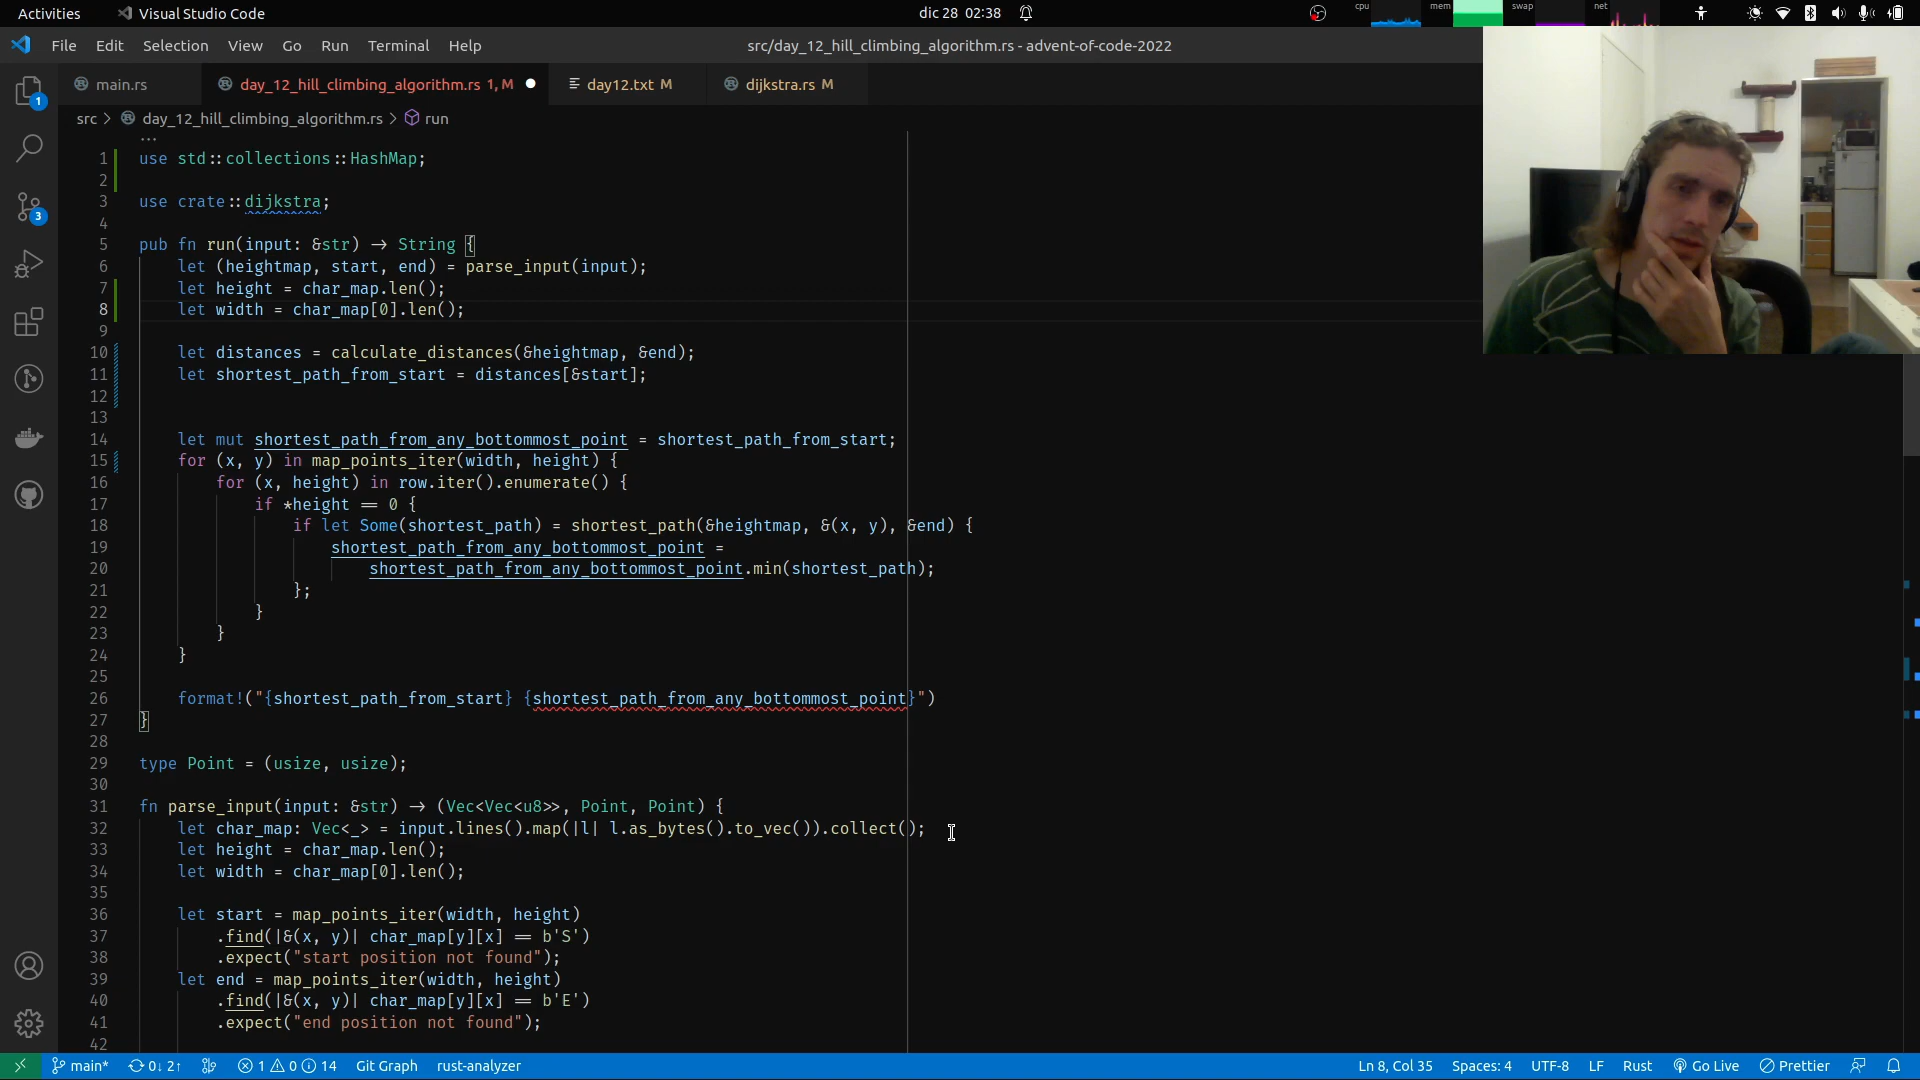 Activities
Visual Studio Code
dic 28 02:38
cpu
mem
swap
net
File Edit Selection View Go Run Terminal Help
src/day_12_hill_climbing_algorithm.rs - advent-of-code-2022
main.rs
day_12_hill_climbing_algorithm.rs 1, M
day12.txt M
dijkstra.rs M
1
3
src > day_12_hill_climbing_algorithm.rs > run
...
1 use std::collections::HashMap;
2
3 use crate::dijkstra;
4
5 pub fn run(input: &str) -> String {
6 let (heightmap, start, end) = parse_input(input);
7 let height = char_map.len();
8 let width = char_map[0].len();
9
10 let distances = calculate_distances(&heightmap, &end);
11 let shortest_path_from_start = distances[&start];
12
13
14 let mut shortest_path_from_any_bottommost_point = shortest_path_from_start;
15 for (x, y) in map_points_iter(width, height) {
16 for (x, height) in row.iter().enumerate() {
17 if *height == 0 {
18 if let Some(shortest_path) = shortest_path(&heightmap, &(x, y), &end) {
19 shortest_path_from_any_bottommost_point =
20 shortest_path_from_any_bottommost_point.min(shortest_path);
21 };
22 }
23 }
24 }
25
26 format!("{shortest_path_from_start} {shortest_path_from_any_bottommost_point}")
27 }
28
29 type Point = (usize, usize);
30
31 fn parse_input(input: &str) -> (Vec<Vec<u8>>, Point, Point) {
32 let char_map: Vec<_> = input.lines().map(|l| l.as_bytes().to_vec()).collect();
33 let height = char_map.len();
34 let width = char_map[0].len();
35
36 let start = map_points_iter(width, height)
37 .find(|&(x, y)| char_map[y][x] == b'S')
38 .expect("start position not found");
39 let end = map_points_iter(width, height)
40 .find(|&(x, y)| char_map[y][x] == b'E')
41 .expect("end position not found");
42
main* 0↓ 2↑ 1 0 14 Git Graph rust-analyzer
Ln 8, Col 35 Spaces: 4 UTF-8 LF Rust Go Live Prettier